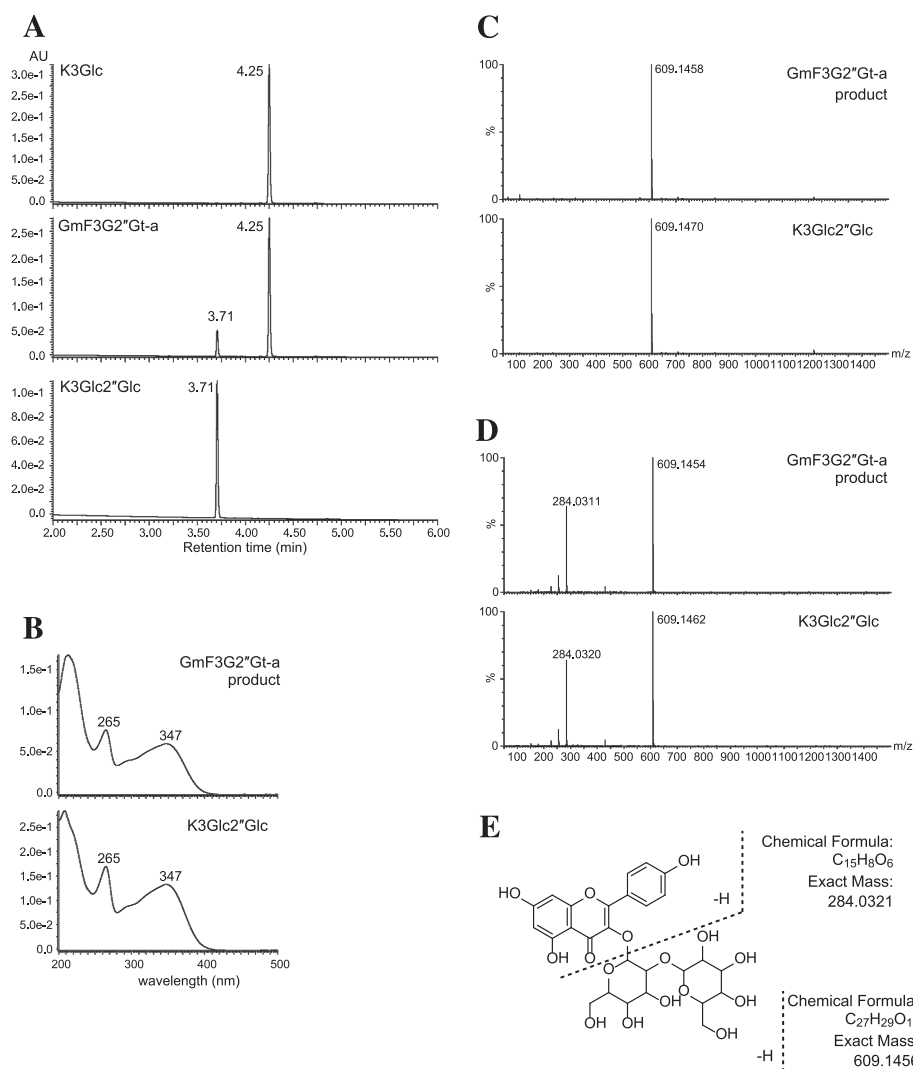 A
AU
K3Glc
4.25
3.0e-1
2.5e-1
2.0e-1
1.5e-1
1.0e-1
5.0e-2
0.0
GmF3G2″Gt-a
4.25
3.71
2.5e-1
2.0e-1
1.5e-1
1.0e-1
5.0e-2
0.0
K3Glc2″Glc
3.71
1.0e-1
8.0e-2
6.0e-2
4.0e-2
2.0e-2
0.0
2.00 2.50 3.00 3.50 4.00 4.50 5.00 5.50 6.00
Retention time (min)
B
GmF3G2″Gt-a
product
1.5e-1
1.0e-1
5.0e-2
0.0
265
347
K3Glc2″Glc
2.5e-1
2.0e-1
1.5e-1
1.0e-1
5.0e-2
0.0
265
347
200 300 400 500
wavelength (nm)
C
100
%
0
609.1458
GmF3G2″Gt-a
product
100
%
0
609.1470
K3Glc2″Glc
100 200 300 400 500 600 700 800 900 1000 1100 1200 1300 1400
m/z
D
GmF3G2″Gt-a
product
100
%
0
284.0311
609.1454
K3Glc2″Glc
100
%
0
284.0320
609.1462
100 200 300 400 500 600 700 800 900 1000 1100 1200 1300 1400
m/z
E
Chemical Formula:
C15H8O6
Exact Mass:
284.0321
-H
OH
HO
O
O
OH
O
OH
O
O
OH
O
OH
OH
OH
OH
OH
OH
-H
Chemical Formula
C27H29O1
Exact Mass
609.1456